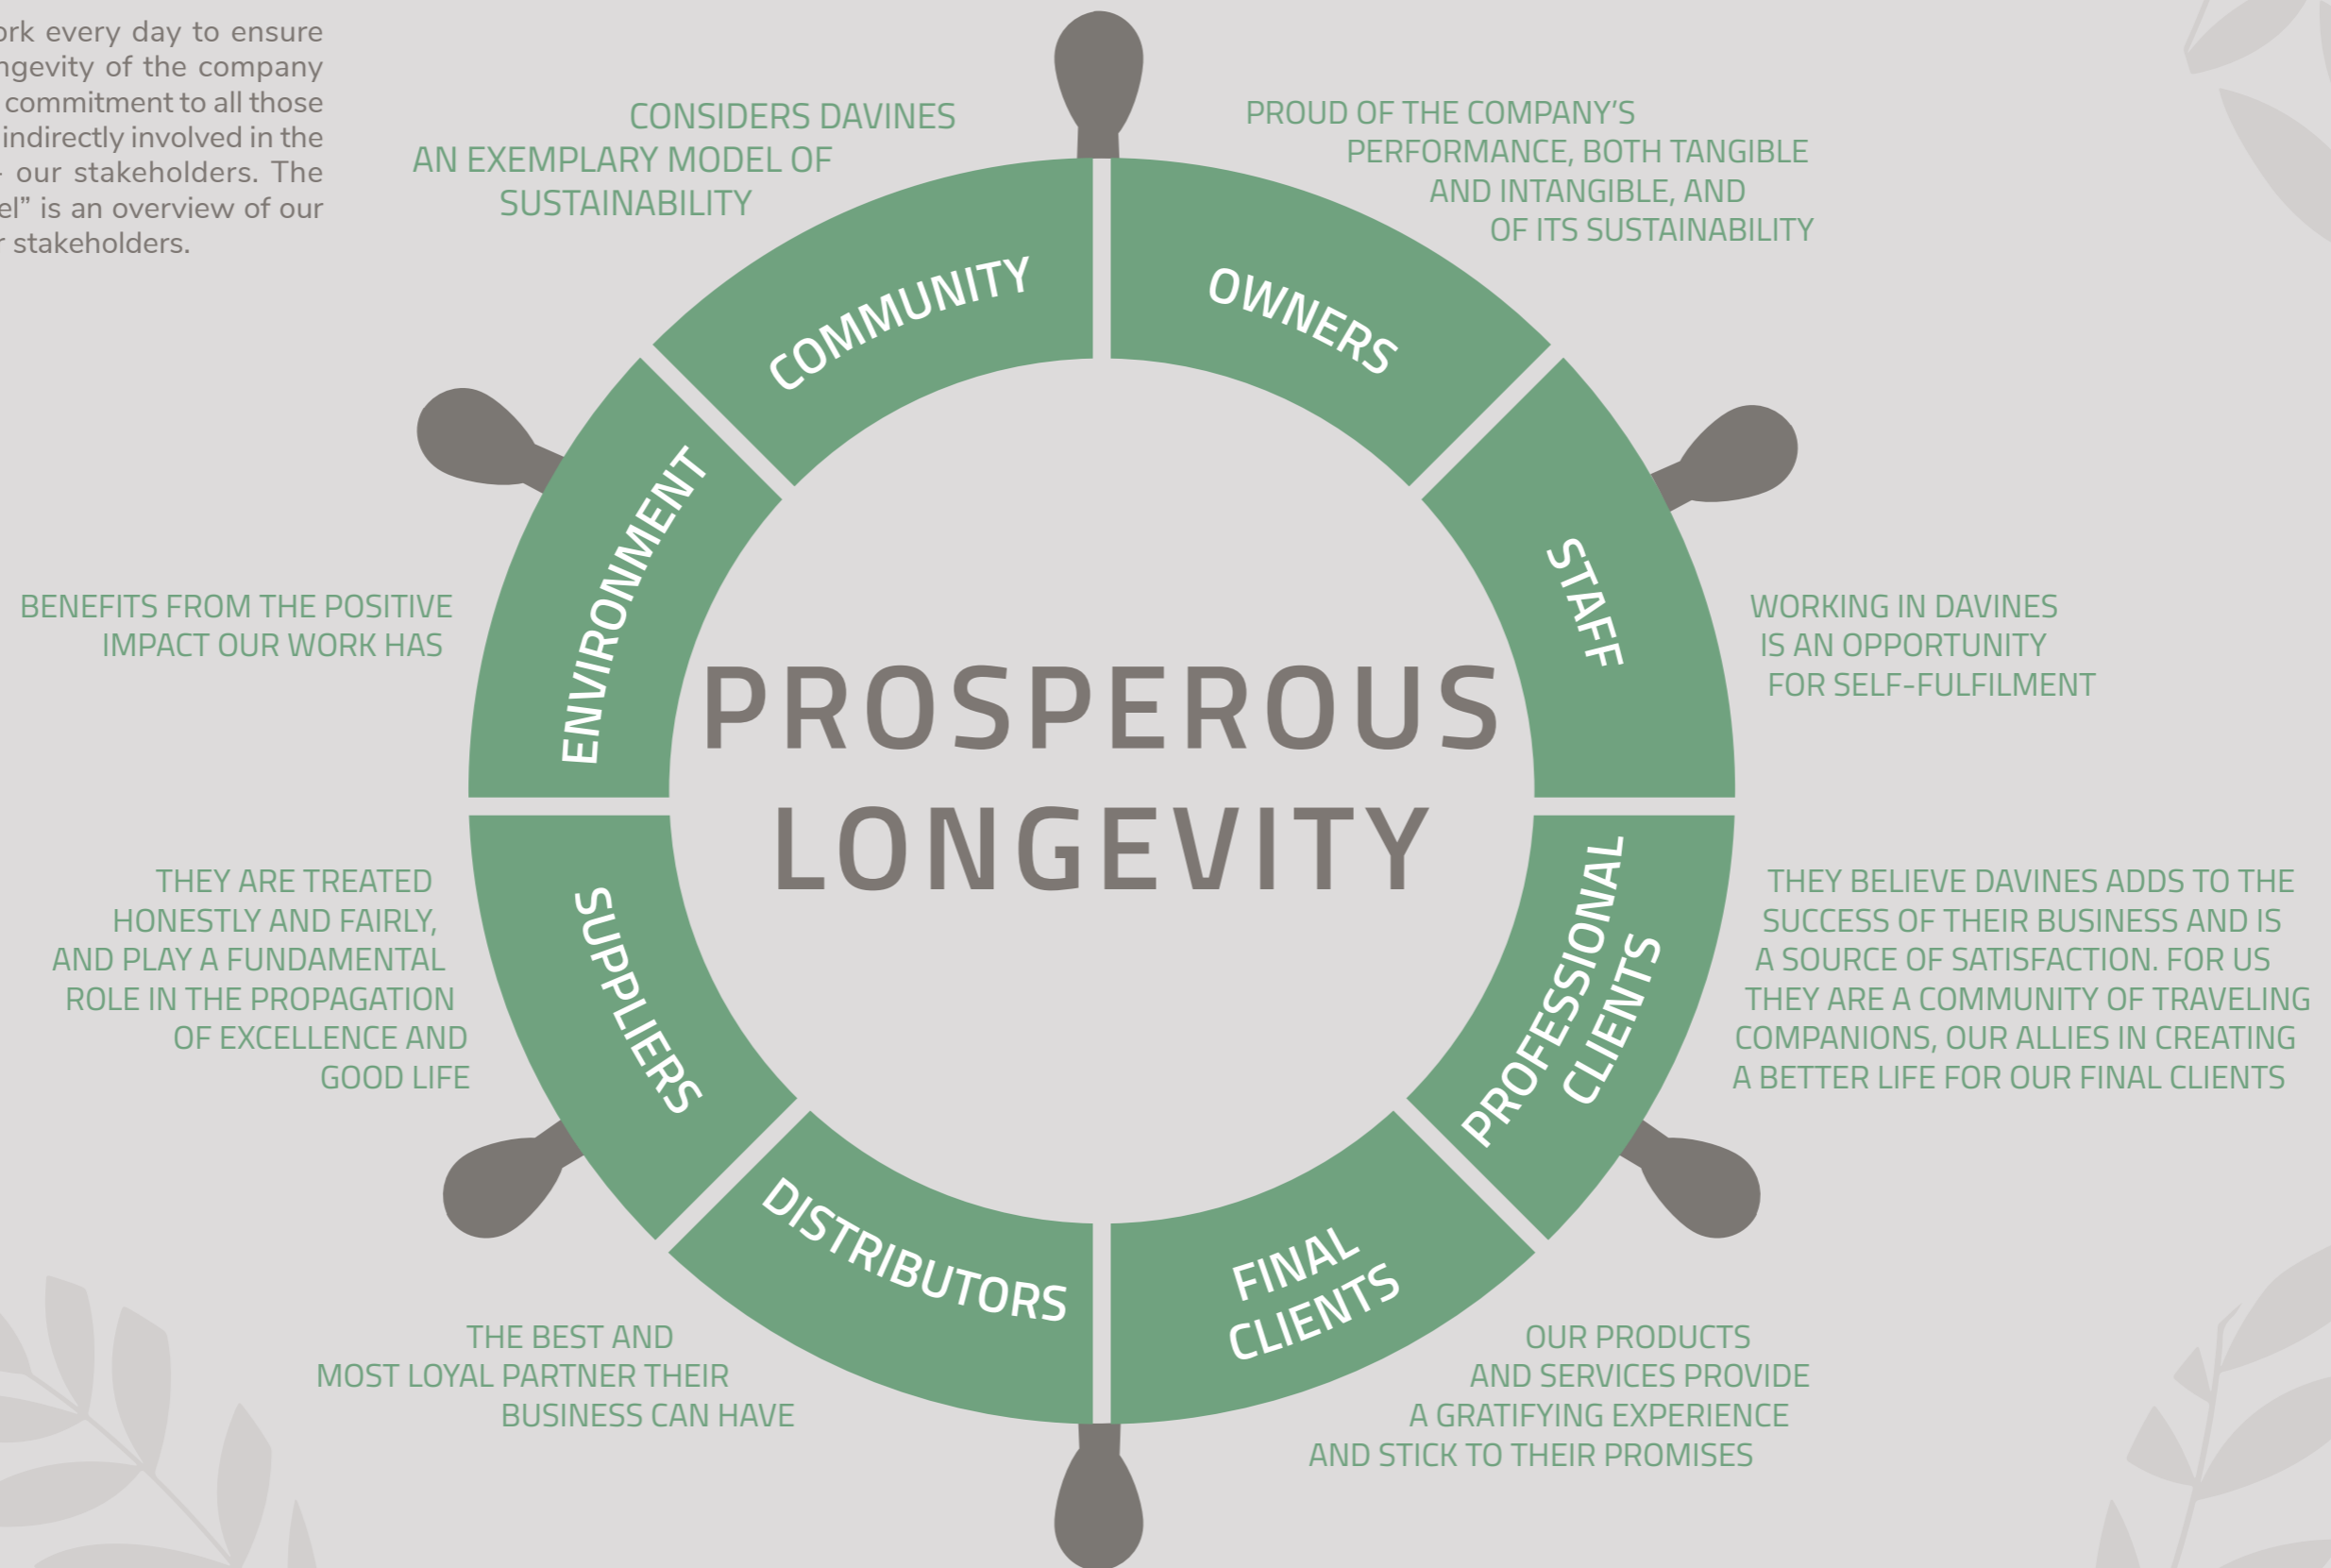 every day to ensure
of the company
commitment to all those
indirectly involved in the
our stakeholders. The
is an overview of our
stakeholders.
CONSIDERS DAVINES
AN EXEMPLARY MODEL OF
SUSTAINABILITY
PROUD OF THE COMPANY’S
PERFORMANCE, BOTH TANGIBLE
AND INTANGIBLE, AND
OF ITS SUSTAINABILITY
COMMUNITY
OWNERS
ENVIRONMENT
STAFF
BENEFITS FROM THE POSITIVE
IMPACT OUR WORK HAS
WORKING IN DAVINES
IS AN OPPORTUNITY
FOR SELF-FULFILMENT
PROSPEROUS
LONGEVITY
THEY ARE TREATED
HONESTLY AND FAIRLY,
AND PLAY A FUNDAMENTAL
ROLE IN THE PROPAGATION
OF EXCELLENCE AND
GOOD LIFE
SUPPLIERS
PROFESSIONAL
CLIENTS
THEY BELIEVE DAVINES ADDS TO THE
SUCCESS OF THEIR BUSINESS AND IS
A SOURCE OF SATISFACTION. FOR US
THEY ARE A COMMUNITY OF TRAVELING
COMPANIONS, OUR ALLIES IN CREATING
A BETTER LIFE FOR OUR FINAL CLIENTS
DISTRIBUTORS
FINAL
CLIENTS
THE BEST AND
MOST LOYAL PARTNER THEIR
BUSINESS CAN HAVE
OUR PRODUCTS
AND SERVICES PROVIDE
A GRATIFYING EXPERIENCE
AND STICK TO THEIR PROMISES